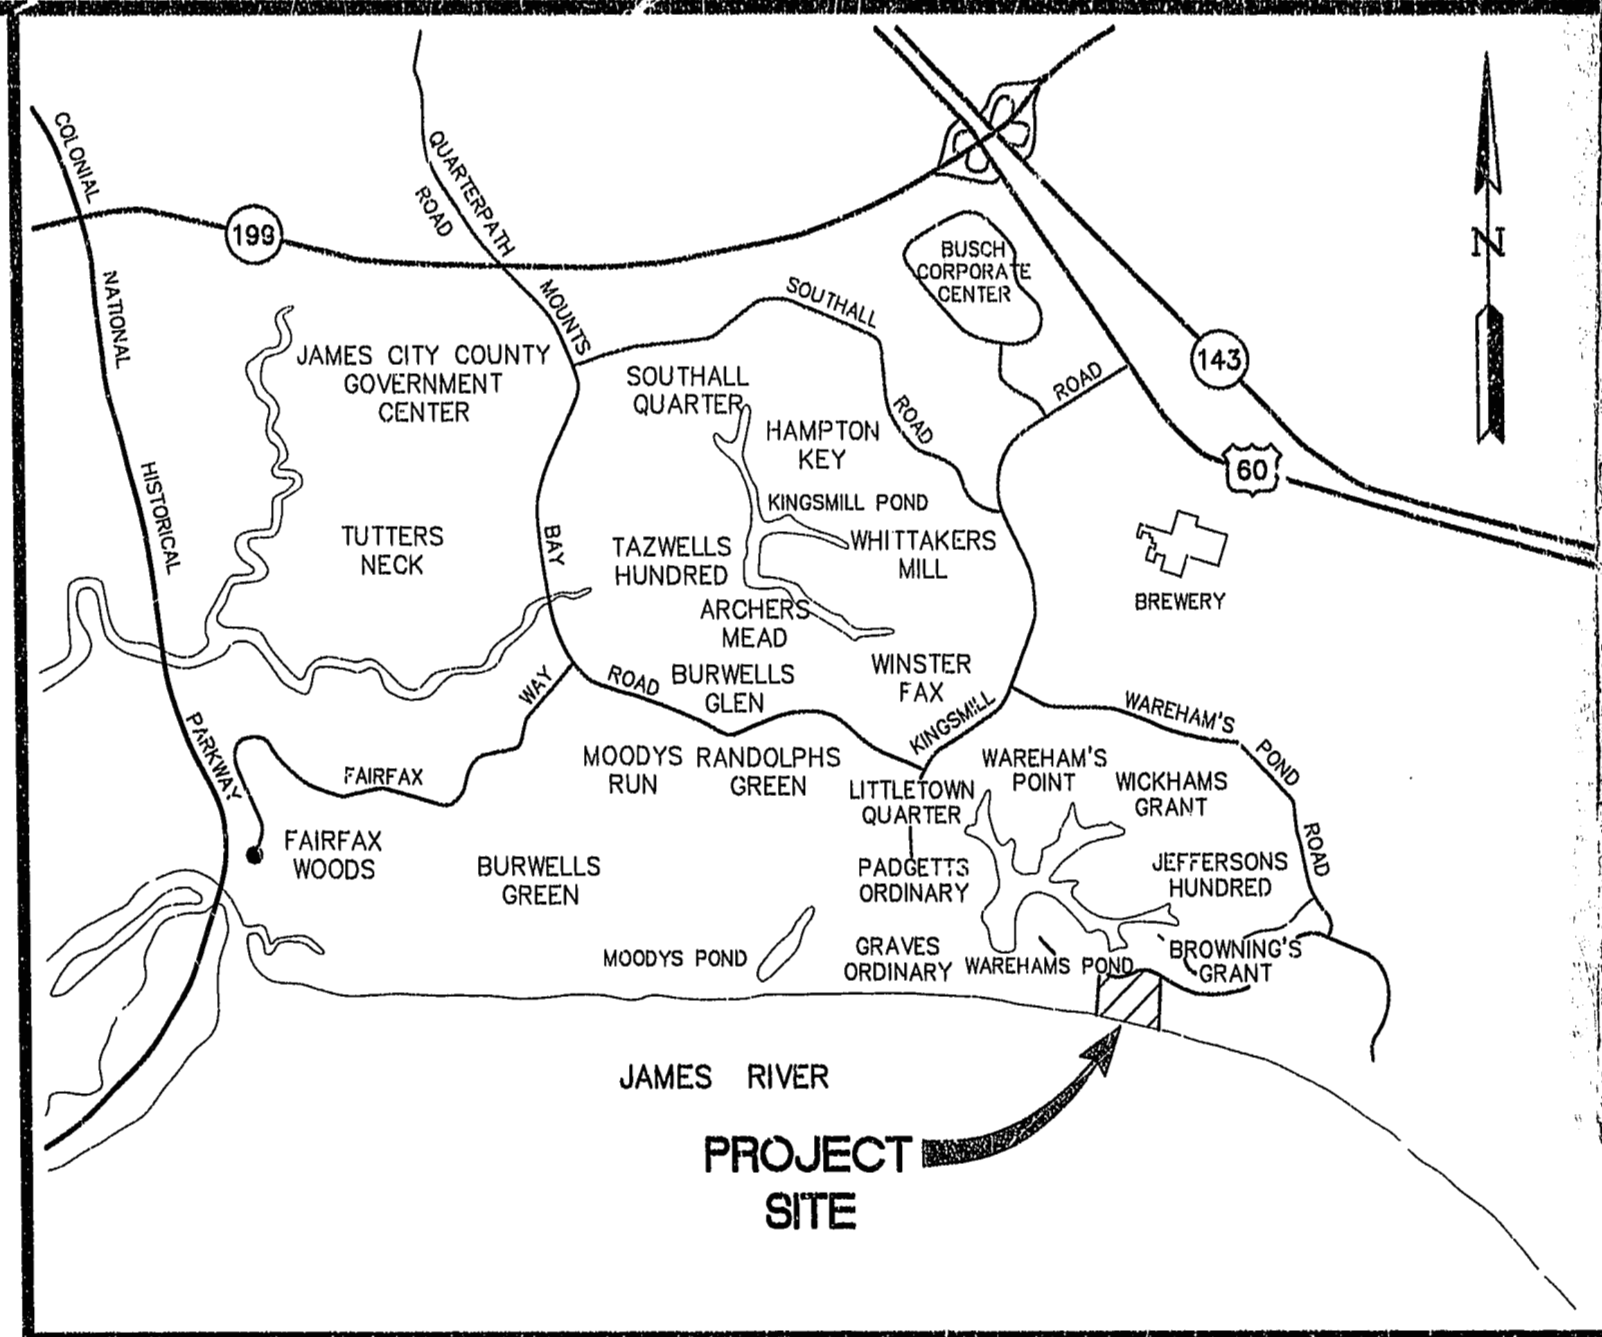 COLONIAL
NATIONAL
HISTORICAL
PARKWAY
199
QUARTERPATH
ROAD
MOUNTS
BAY
ROAD
SOUTHALL
ROAD
BUSCH
CORPORATE
CENTER
ROAD
KINGSMILL
143
60
N
JAMES CITY COUNTY
GOVERNMENT
CENTER
SOUTHALL
QUARTER
HAMPTON
KEY
KINGSMILL POND
TUTTERS
NECK
TAZWELLS
HUNDRED
WHITTAKERS
MILL
BREWERY
ARCHERS
MEAD
BURWELLS
GLEN
WINSTER
FAX
WAY
FAIRFAX
WAREHAM'S
POND
ROAD
MOODYS
RUN
RANDOLPHS
GREEN
LITTLETOWN
QUARTER
WAREHAM'S
POINT
WICKHAMS
GRANT
FAIRFAX
WOODS
BURWELLS
GREEN
PADGETTS
ORDINARY
JEFFERSONS
HUNDRED
MOODYS POND
GRAVES
ORDINARY
WAREHAMS POND
BROWNING'S
GRANT
JAMES RIVER
PROJECT
SITE